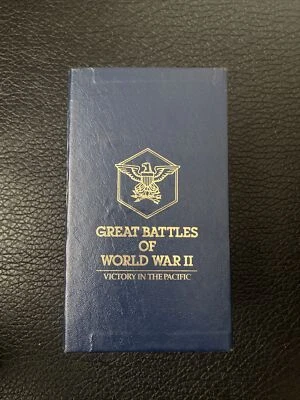 GREAT BATTLES
OF
WORLD WAR II
VICTORY IN THE PACIFIC